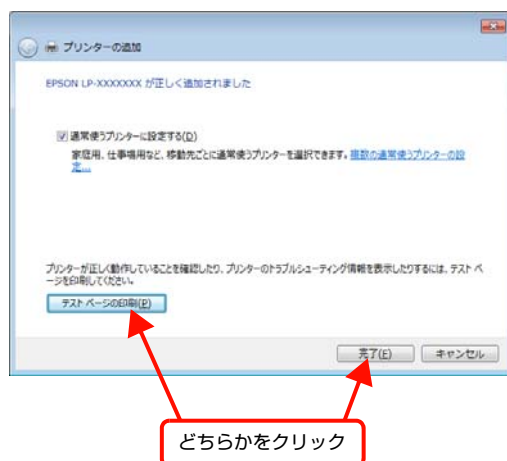 プリンターの追加
EPSON LP-XXXXXXX が正しく追加されました
通常使うプリンターに設定する(D)
家庭用、仕事場用など、移動先ごとに通常使うプリンターを選択できます。複数の通常使うプリンターの設
定...
プリンターが正しく動作していることを確認したり、プリンターのトラブルシューティング情報を表示したりするには、テスト ペ
ージを印刷してください。
テスト ページの印刷(P)
完了(F) キャンセル
どちらかをクリック